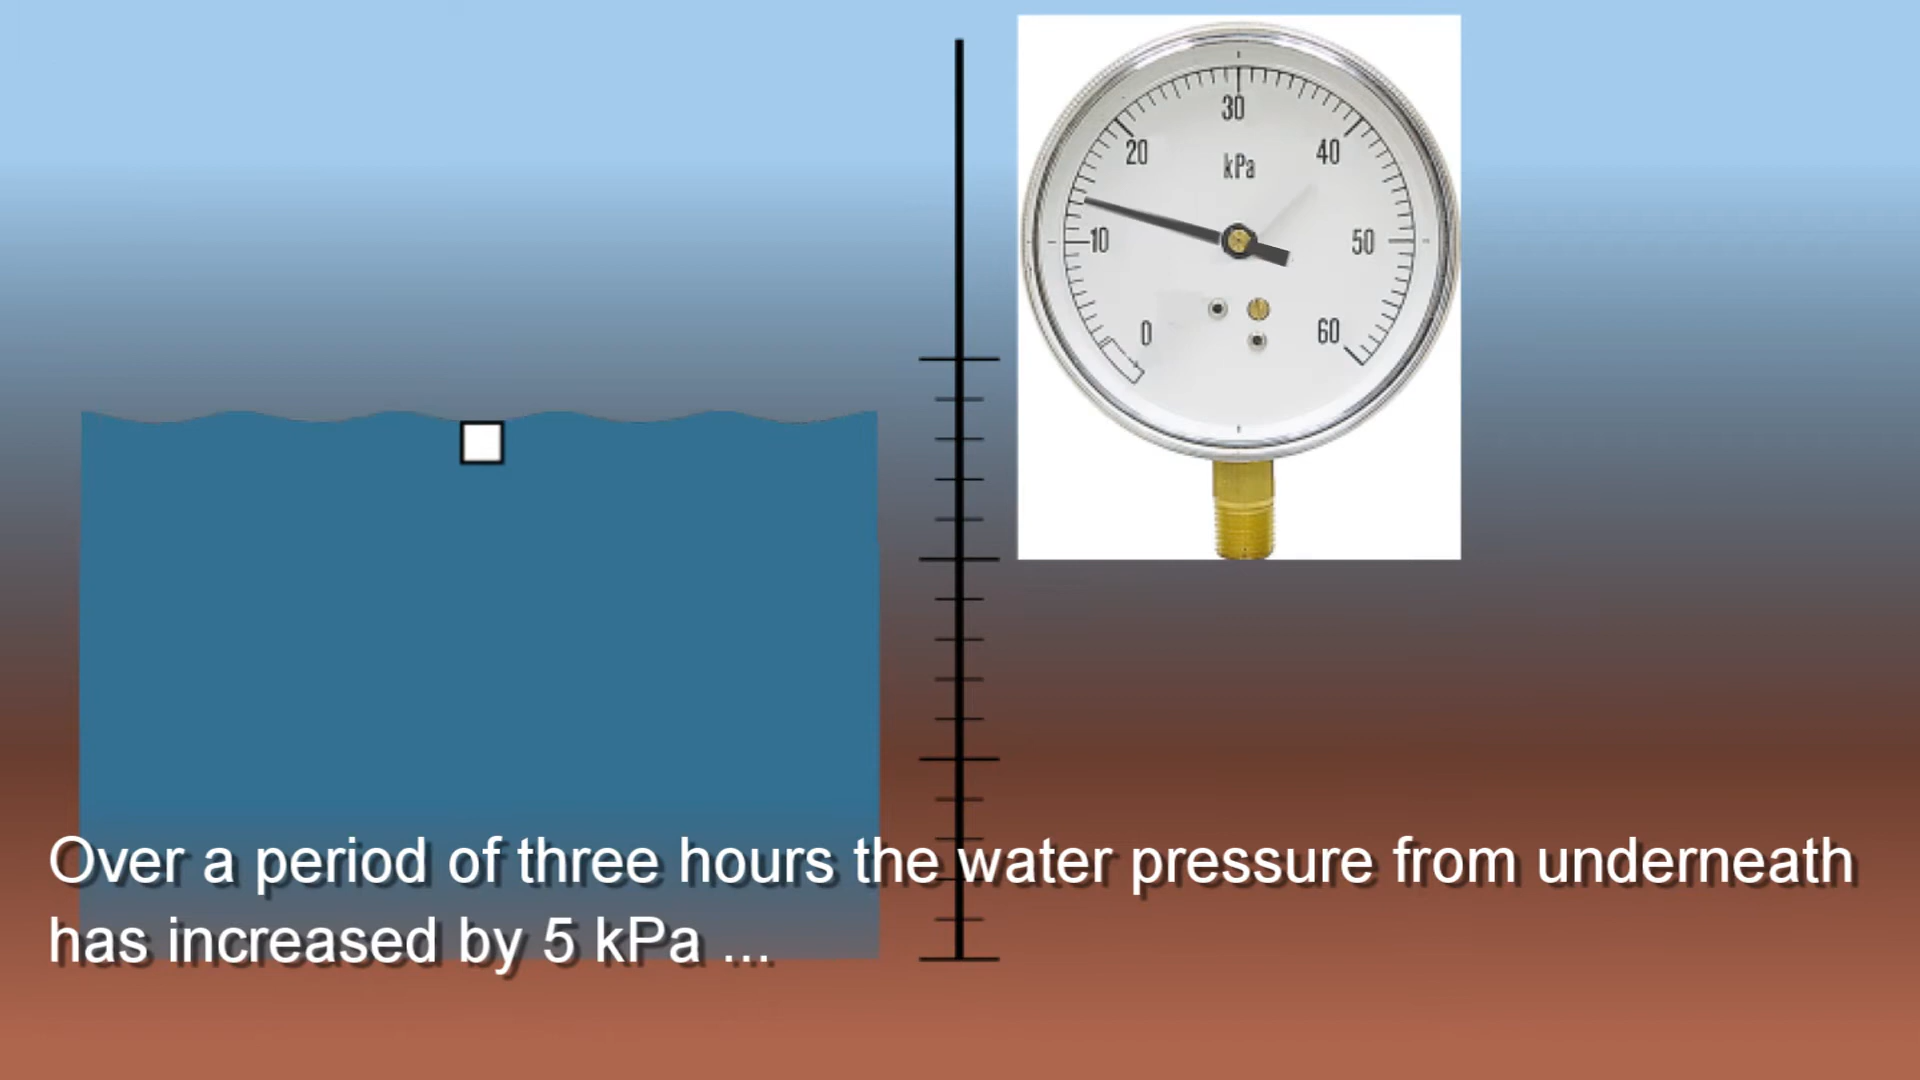 30
20
40
kPa
10
50
0
60
Over a period of three hours the water pressure from underneath
has increased by 5 kPa ...